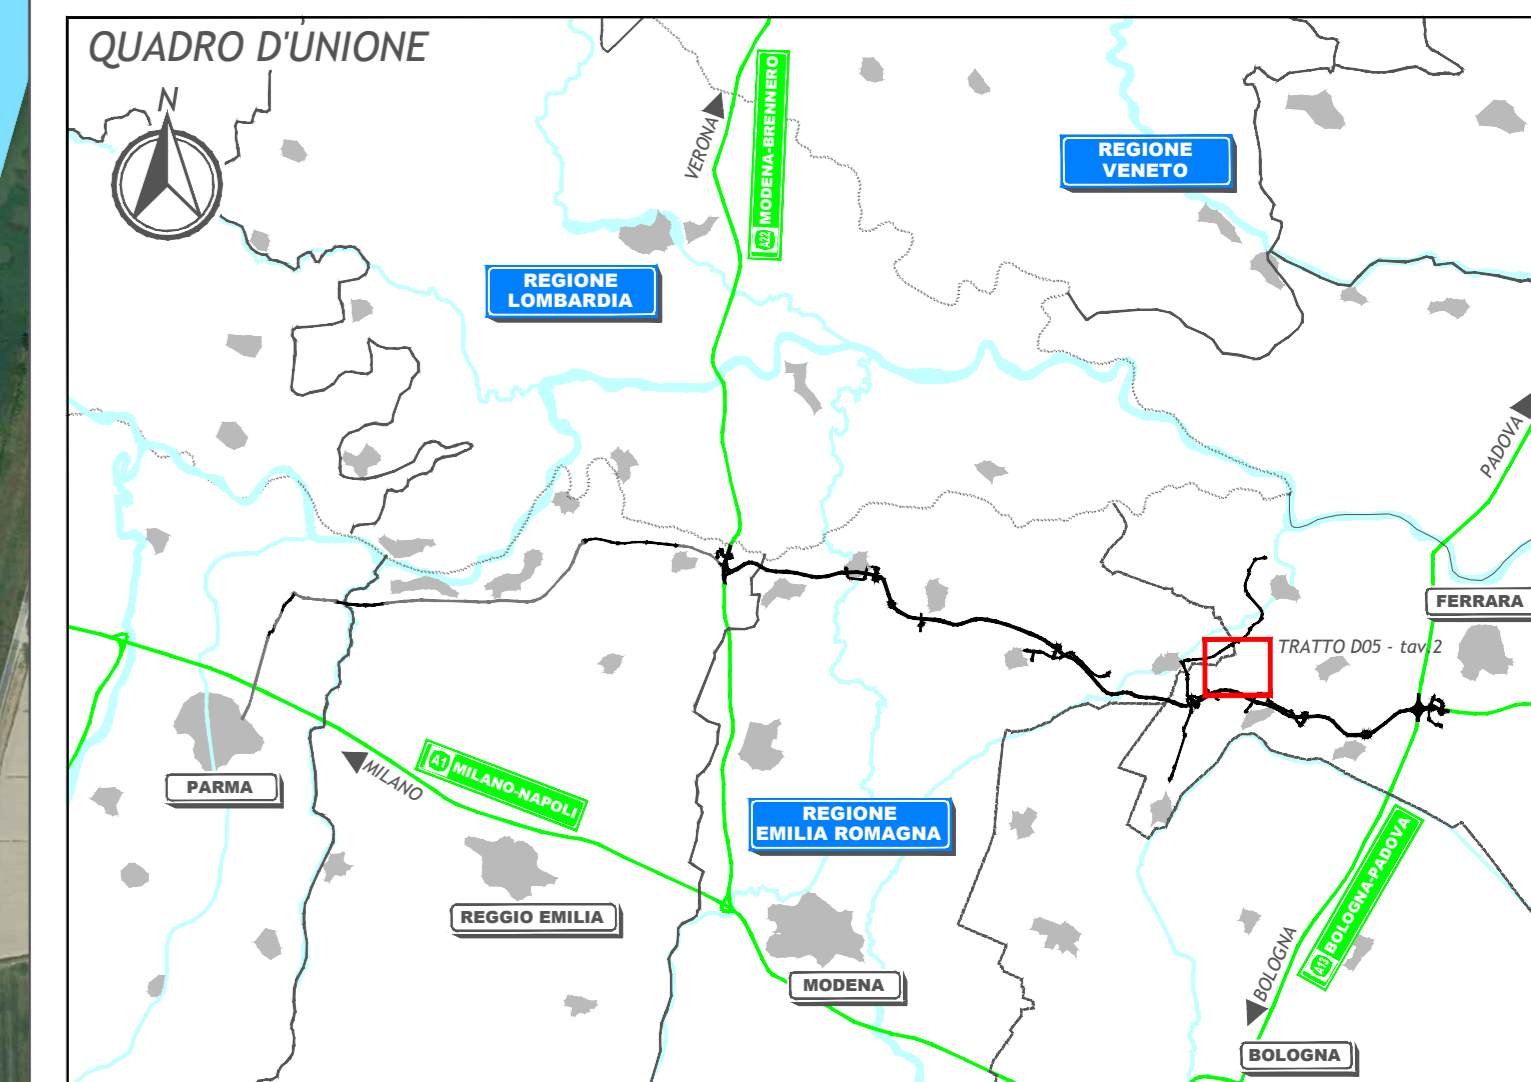 QUADRO D'UNIONE
N
VERONA
A22 MODENA-BRENNERO
REGIONE
VENETO
REGIONE
LOMBARDIA
PADOVA
FERRARA
TRATTO D05 - tav.2
PARMA
MILANO
A1 MILANO-NAPOLI
REGIONE
EMILIA ROMAGNA
REGGIO EMILIA
MODENA
A13 BOLOGNA-PADOVA
BOLOGNA
BOLOGNA